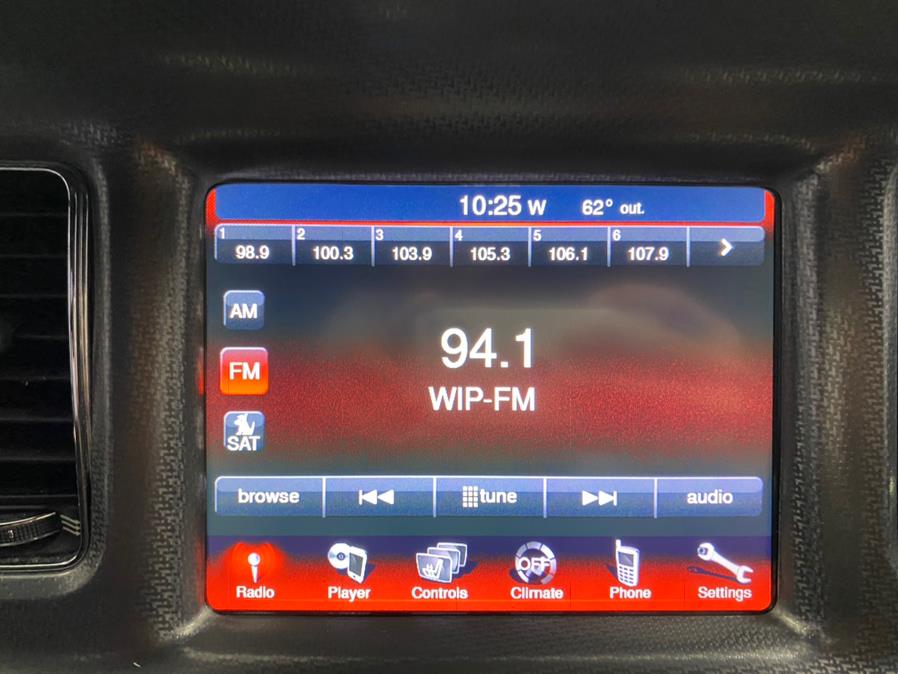 10:25 W 62° out.
1 2 3 4 5 6
98.9 100.3 103.9 105.3 106.1 107.9 >
AM
94.1
FM
WIP-FM
SAT
browse tune audio
OFF
Radio Player Controls Climate Phone Settings